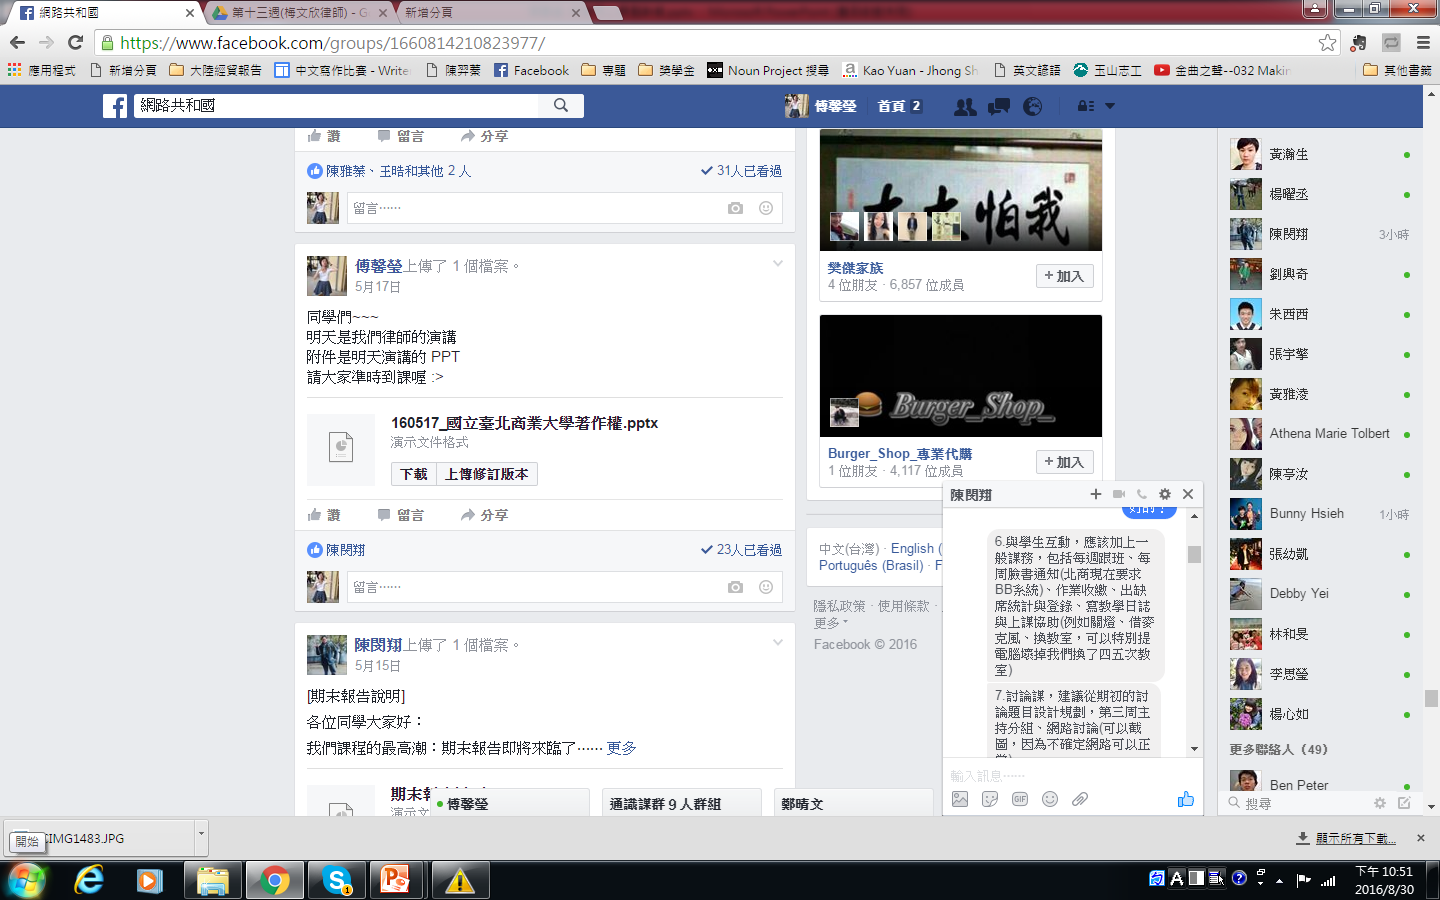 網路共和國
第十三週(梅文欣律師) - G
新增分頁
https://www.facebook.com/groups/1660814210823977/
應用程式
新增分頁
大陸經貿報告
中文寫作比賽 - Write
陳羿蓁
Facebook
專題
獎學金
Noun Project 搜尋
Kao Yuan - Jhong Sh
英文諺語
玉山志工
金曲之聲--032 Makin
其他書籤
網路共和國
傅馨瑩
首頁 2
讚 留言 分享
陳雅棻、王晧和其他 2 人
31人已看過
留言……
傅馨瑩上傳了 1 個檔案。
5月17日
同學們~~~
明天是我們律師的演講
附件是明天演講的 PPT
請大家準時到課喔 :>
160517_國立臺北商業大學著作權.pptx
演示文件格式
下載 上傳修訂版本
讚 留言 分享
陳閔翔
23人已看過
留言……
陳閔翔上傳了 1 個檔案。
5月15日
[期末報告說明]
各位同學大家好：
我們課程的最高潮：期末報告即將來臨了…… 更多
怕我
樊傑家族
4 位朋友 · 6,857 位成員
+ 加入
Burger_Shop_
Burger_Shop_專業代購
1 位朋友 · 4,117 位成員
+ 加入
中文(台灣) · English (
Português (Brasil) · F
隱私政策 · 使用條款 ·
更多
Facebook © 2016
陳閔翔
6.與學生互動，應該加上一
般課務，包括每週跟班、每
周臉書通知(北商現在要求
BB系統)、作業收繳、出缺
席統計與登錄、寫教學日誌
與上課協助(例如關燈、借麥
克風、換教室，可以特別提
電腦壞掉我們換了四五次教
室)
7.討論課，建議從期初的討
論題目設計規劃，第三周主
持分組、網路討論(可以截
圖，因為不確定網路可以正
輸入訊息……
GIF
傅馨瑩
通識課群 9 人群組
鄭晴文
黃瀚生
楊曜丞
陳閔翔 3小時
劉興奇
朱西西
張宇擎
黃雅淩
Athena Marie Tolbert
陳亭汝
Bunny Hsieh 1小時
張幼凱
Debby Yei
林和旻
李思瑩
楊心如
更多聯絡人（49）
Ben Peter
搜尋
開始
IMG1483.JPG
顯示所有下載...
下午 10:51
2016/8/30